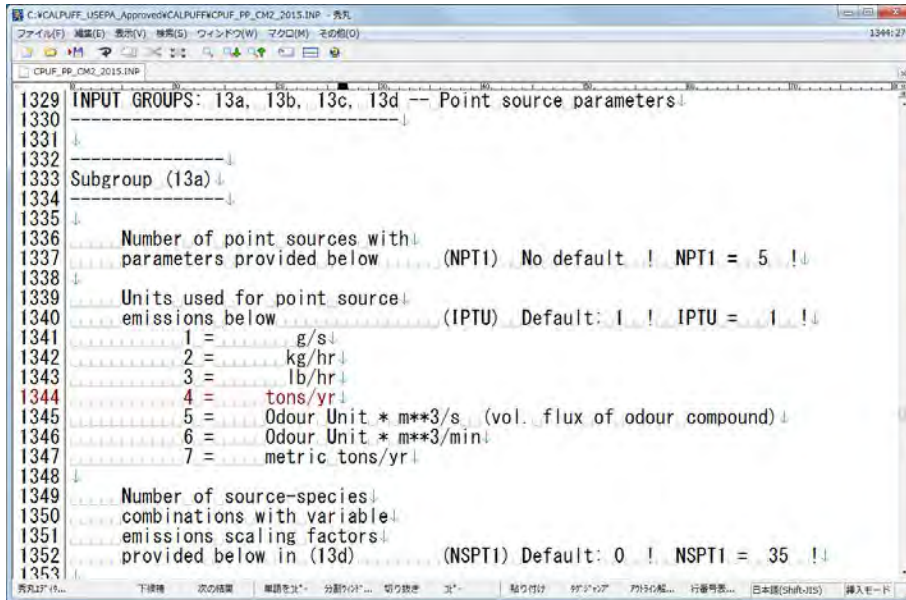 C:¥CALPUFF_USEPA_Approved¥CALPUFF¥CPUF_PP_CM2_2015.INP - 秀丸
ファイル(F) 編集(E) 表示(V) 検索(S) ウィンドウ(W) マクロ(M) その他(O)
1344:27
CPUF_PP_CM2_2015.INP
1329 INPUT GROUPS: 13a, 13b, 13c, 13d -- Point source parameters↓
1330 ---------------------------------↓
1331 ↓
1332 ---------------↓
1333 Subgroup (13a)↓
1334 ---------------↓
1335 ↓
1336 Number of point sources with↓
1337 parameters provided below (NPT1) No default ! NPT1 = 5 !↓
1338 ↓
1339 Units used for point source↓
1340 emissions below (IPTU) Default: 1 ! IPTU = 1 !↓
1341 1 = g/s↓
1342 2 = kg/hr↓
1343 3 = lb/hr↓
1344 4 = tons/yr↓
1345 5 = Odour Unit * m**3/s (vol. flux of odour compound)↓
1346 6 = Odour Unit * m**3/min↓
1347 7 = metric tons/yr↓
1348 ↓
1349 Number of source-species↓
1350 combinations with variable↓
1351 emissions scaling factors↓
1352 provided below in (13d) (NSPT1) Default: 0 ! NSPT1 = 35 !↓
1353 ↓
下候補 次の結果 単語をコピー 切り抜き コピー 貼り付け 日本語(Shift-JIS) 挿入モード